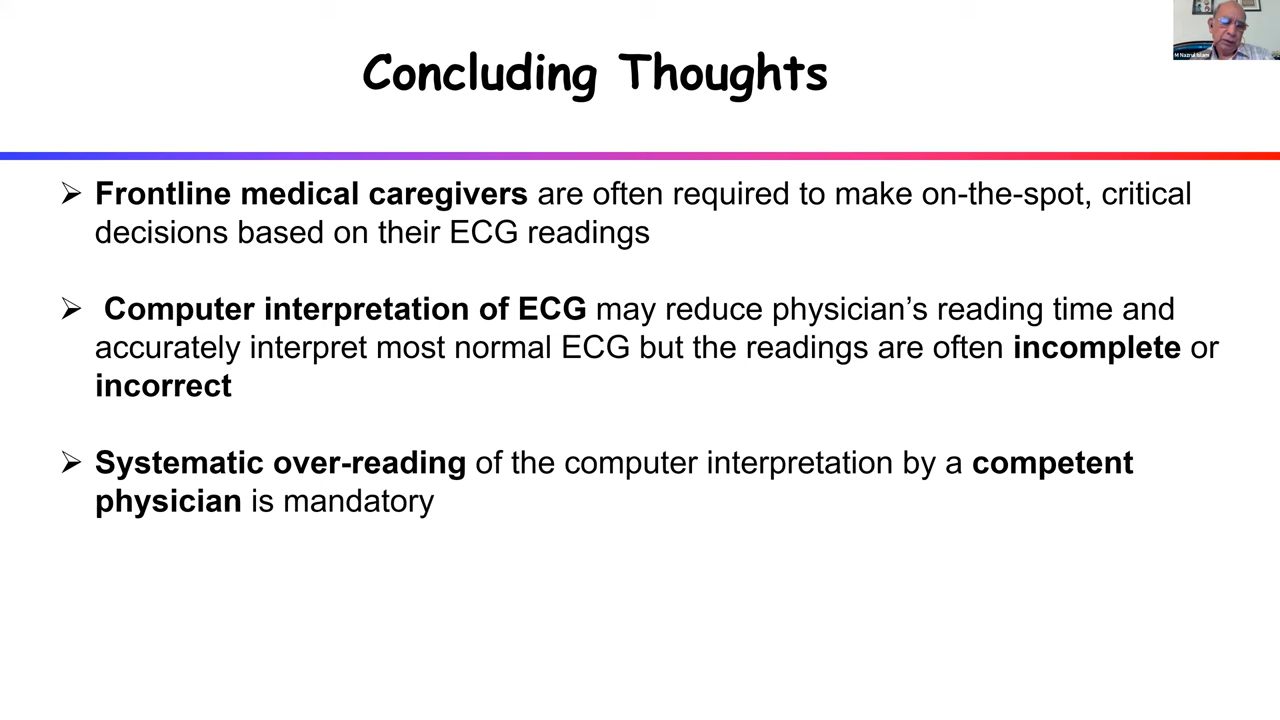 M Nazrul Islam
Concluding Thoughts
➢ Frontline medical caregivers are often required to make on-the-spot, critical
decisions based on their ECG readings
➢ Computer interpretation of ECG may reduce physician’s reading time and
accurately interpret most normal ECG but the readings are often incomplete or
incorrect
➢ Systematic over-reading of the computer interpretation by a competent
physician is mandatory